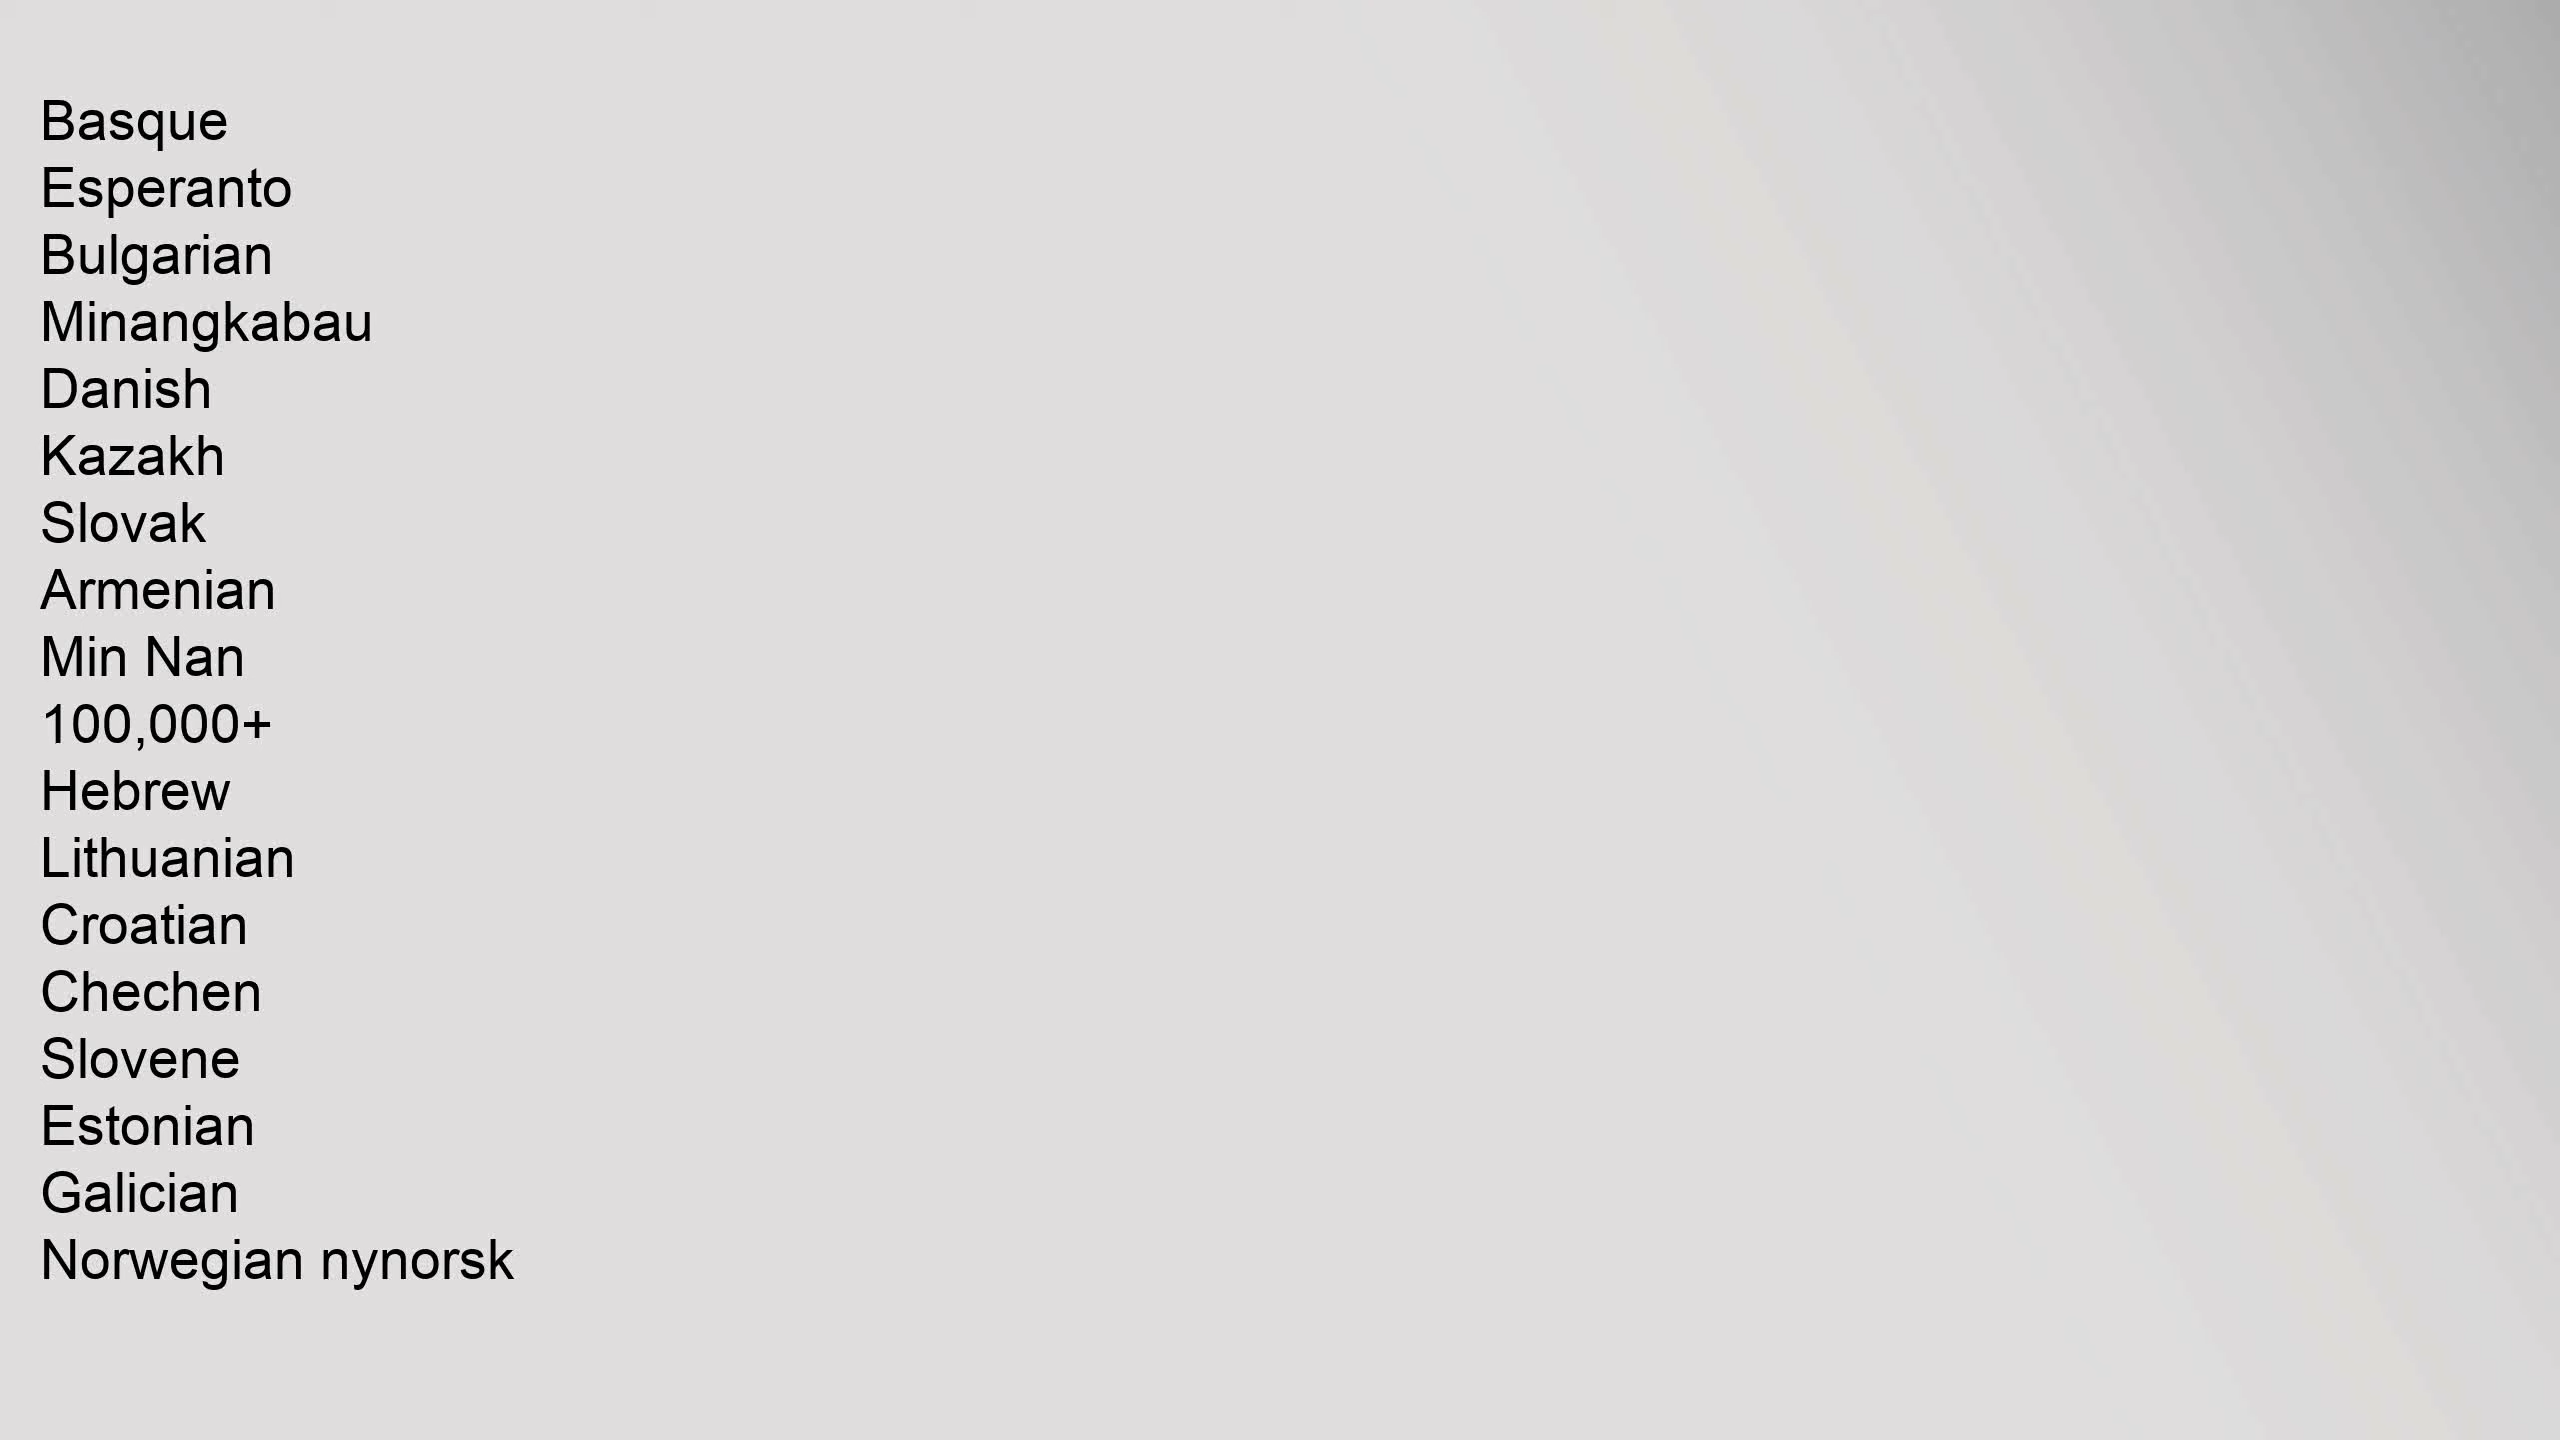 Basque
Esperanto
Bulgarian
Minangkabau
Danish
Kazakh
Slovak
Armenian
Min Nan
100,000+
Hebrew
Lithuanian
Croatian
Chechen
Slovene
Estonian
Galician
Norwegian nynorsk